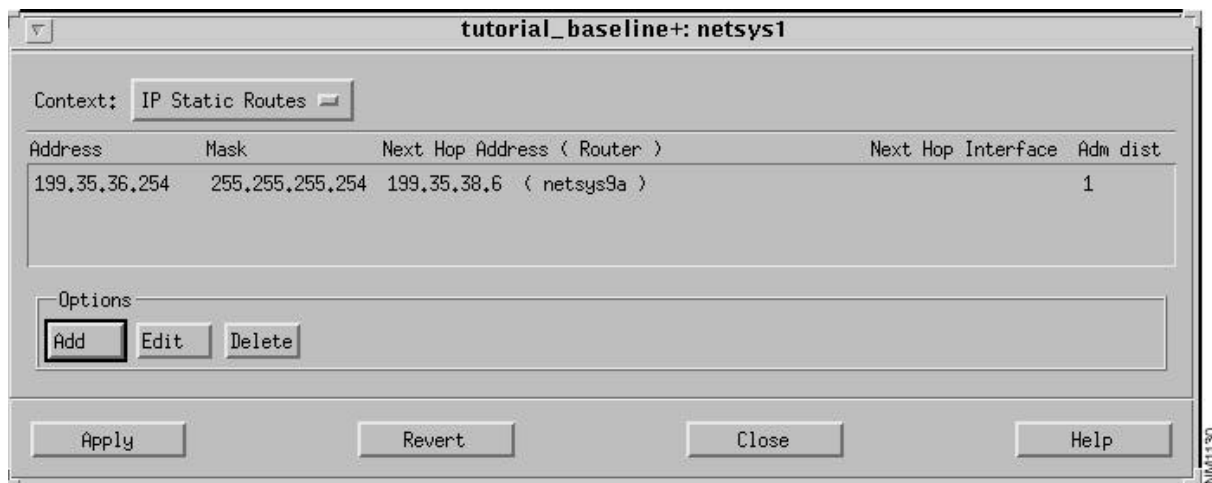 tutorial_baseline+: netsys1
Context: IP Static Routes
Address Mask Next Hop Address ( Router ) Next Hop Interface Adm dist
199.35.36.254 255.255.255.254 199.35.38.6 ( netsys9a ) 1
Options
Add Edit Delete
Apply Revert Close Help
NM1130